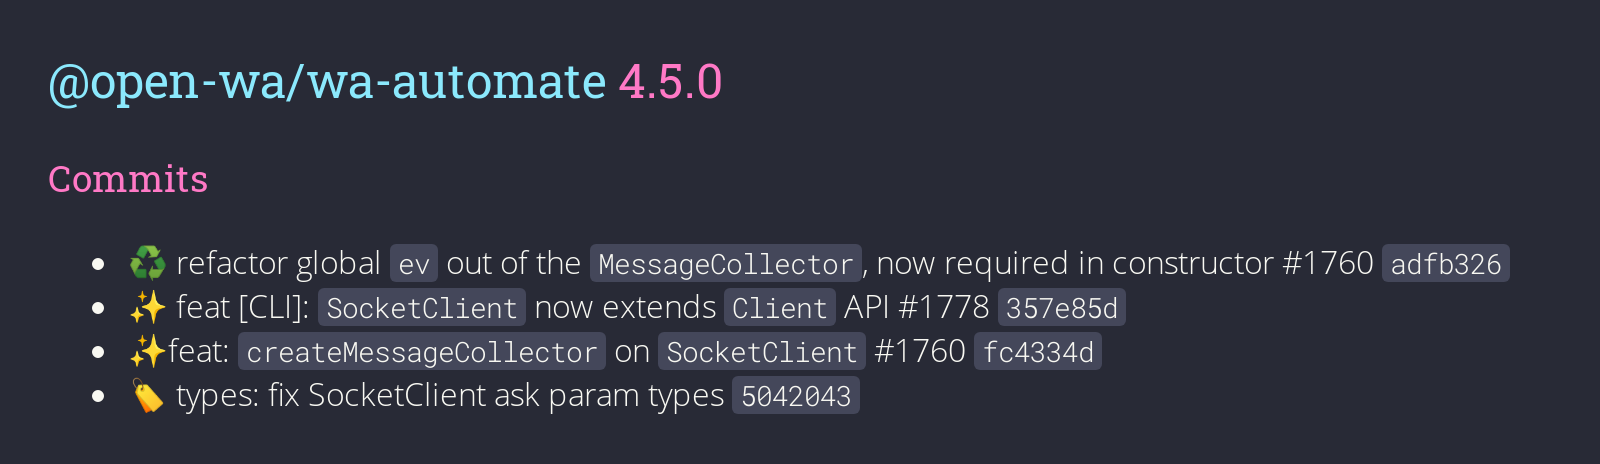 @open-wa/wa-automate 4.5.0
Commits
• ♻️ refactor global ev out of the MessageCollector, now required in constructor #1760 adfb326
• ✨ feat [CLI]: SocketClient now extends Client API #1778 357e85d
• ✨feat: createMessageCollector on SocketClient #1760 fc4334d
• 🏷️ types: fix SocketClient ask param types 5042043